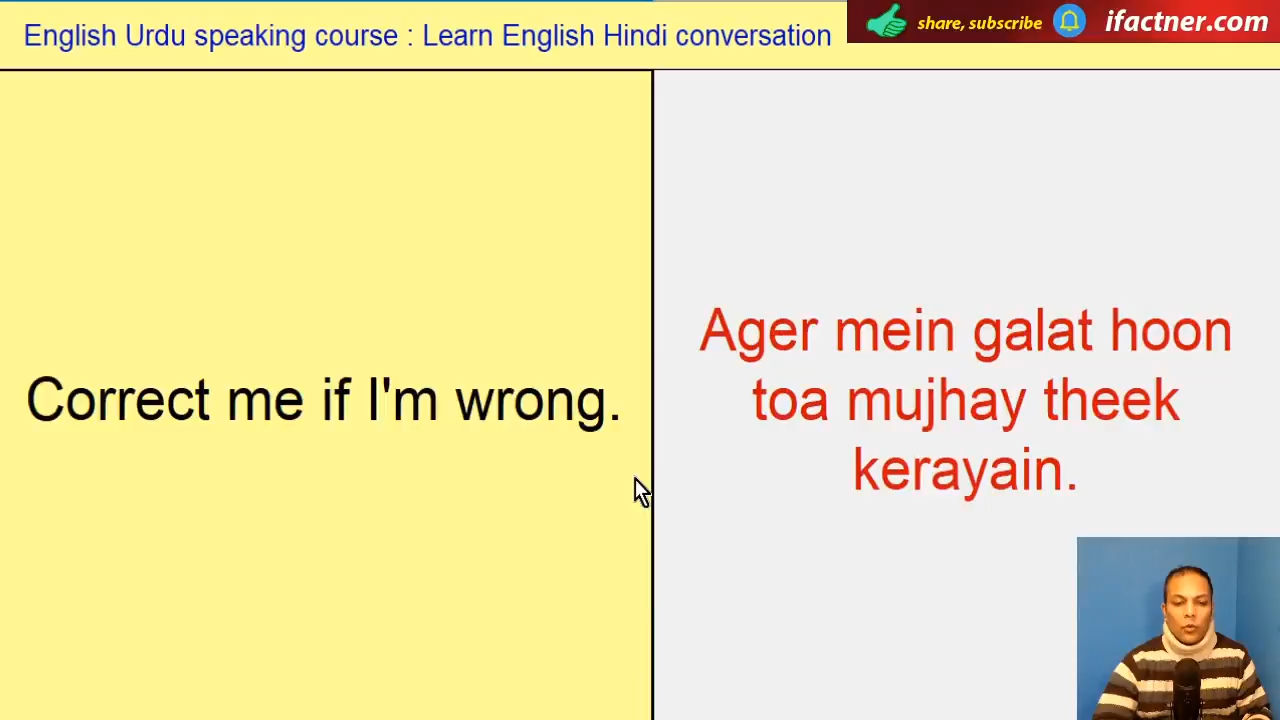 English Urdu speaking course : Learn English Hindi conversation
share, subscribe
ifactner.com
Correct me if I'm wrong.
Ager mein galat hoon
toa mujhay theek
kerayain.